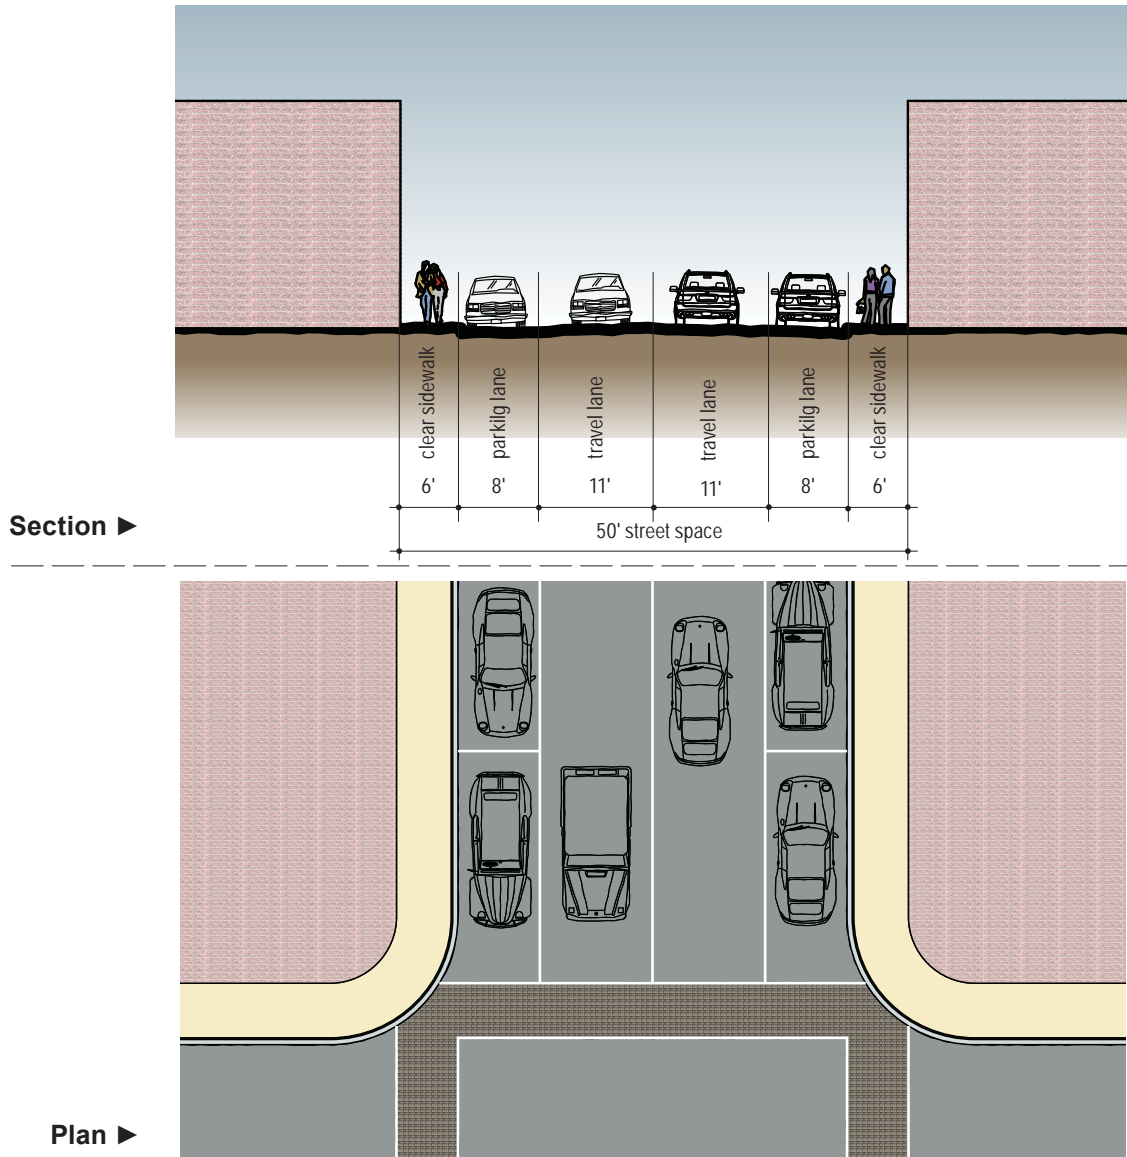 clear sidewalk
parkilg lane
travel lane
travel lane
parkilg lane
clear sidewalk
6' 8' 11' 11' 8' 6'
Section ►
50' street space
Plan ►